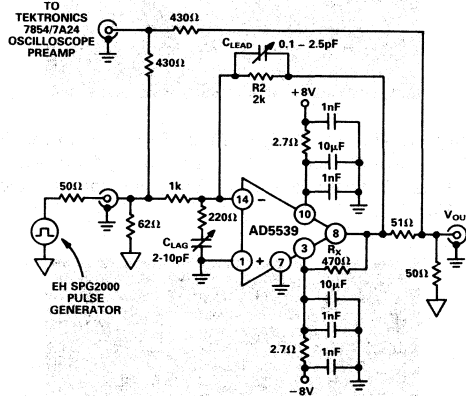 TO
TEKTRONICS
7854/7A24
OSCILLOSCOPE
PREAMP
430Ω
430Ω
CLEAD
0.1 – 2.5pF
R2
2k
+8V
1nF
2.7Ω
10μF
1nF
50Ω
1k
14
–
10
62Ω
220Ω
AD5539
8
51Ω
VOUT
CLAG
2-10pF
1
+
7
3
RX
470Ω
50Ω
EH SPG2000
PULSE
GENERATOR
10μF
1nF
2.7Ω
1nF
–8V